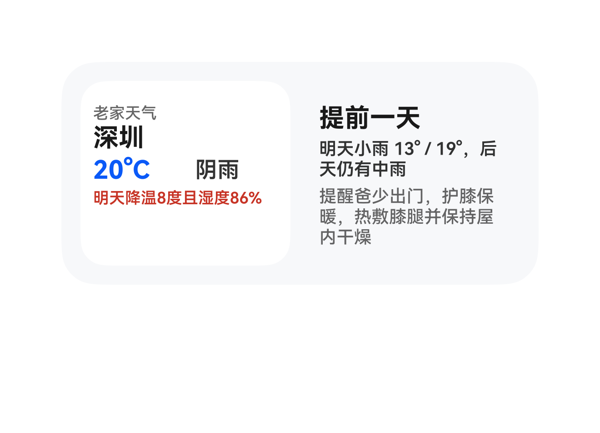 老家天气
深圳
20°C 阴雨
明天降温8度且湿度86%
提前一天
明天小雨 13° / 19°，后
天仍有中雨
提醒爸少出门，护膝保
暖，热敷膝腿并保持屋
内干燥